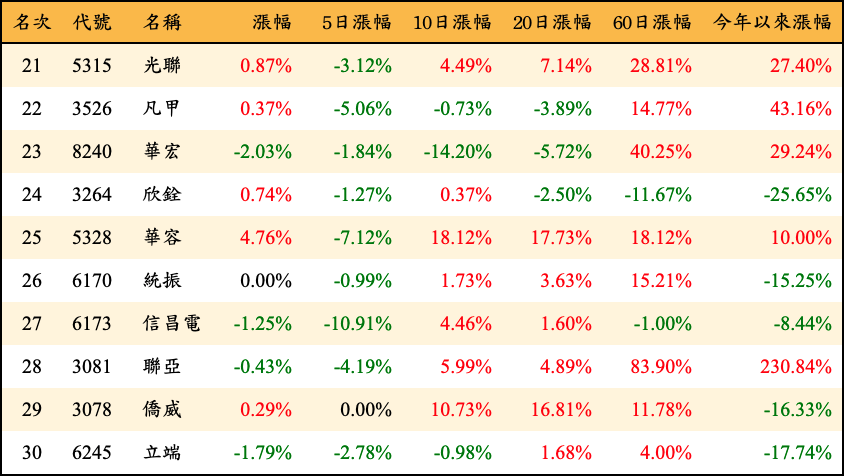 名次 代號 名稱 漲幅 5日漲幅 10日漲幅 20日漲幅 60日漲幅 今年以來漲幅
21 5315 光聯 0.87% -3.12% 4.49% 7.14% 28.81% 27.40%
22 3526 凡甲 0.37% -5.06% -0.73% -3.89% 14.77% 43.16%
23 8240 華宏 -2.03% -1.84% -14.20% -5.72% 40.25% 29.24%
24 3264 欣銓 0.74% -1.27% 0.37% -2.50% -11.67% -25.65%
25 5328 華容 4.76% -7.12% 18.12% 17.73% 18.12% 10.00%
26 6170 統振 0.00% -0.99% 1.73% 3.63% 15.21% -15.25%
27 6173 信昌電 -1.25% -10.91% 4.46% 1.60% -1.00% -8.44%
28 3081 聯亞 -0.43% -4.19% 5.99% 4.89% 83.90% 230.84%
29 3078 僑威 0.29% 0.00% 10.73% 16.81% 11.78% -16.33%
30 6245 立端 -1.79% -2.78% -0.98% 1.68% 4.00% -17.74%